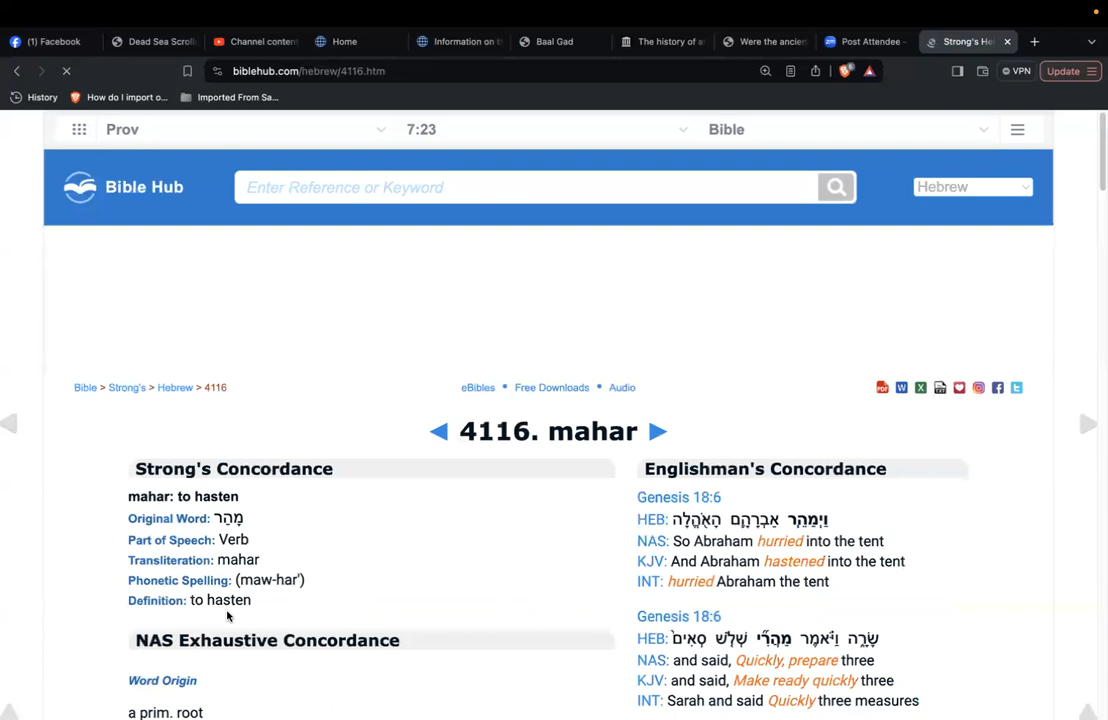 (1) Facebook
Dead Sea Scroll
Channel conten
Home
Information on t
Baal Gad
The history of a
Were the ancie
Post Attendee –
Strong's He
biblehub.com/hebrew/4116.htm
VPN
Update
History
How do I import o...
Imported From Sa...
Prov
7:23
Bible
Bible Hub
Enter Reference or Keyword
Hebrew
Bible > Strong's > Hebrew > 4116
eBibles • Free Downloads • Audio
◀ 4116. mahar ▶
Strong's Concordance
mahar: to hasten
Original Word: מָהַר
Part of Speech: Verb
Transliteration: mahar
Phonetic Spelling: (maw-har')
Definition: to hasten
NAS Exhaustive Concordance
Word Origin
a prim. root
Englishman's Concordance
Genesis 18:6
HEB: וַיְמַהֵ֧ר אַבְרָהָ֛ם הָאֹ֖הֱלָה
NAS: So Abraham hurried into the tent
KJV: And Abraham hastened into the tent
INT: hurried Abraham the tent
Genesis 18:6
HEB: שָׂרָ֑ה וַיֹּ֗אמֶר מַהֲרִ֞י שְׁלֹ֤שׁ סְאִים֙
NAS: and said, Quickly, prepare three
KJV: and said, Make ready quickly three
INT: Sarah and said Quickly three measures